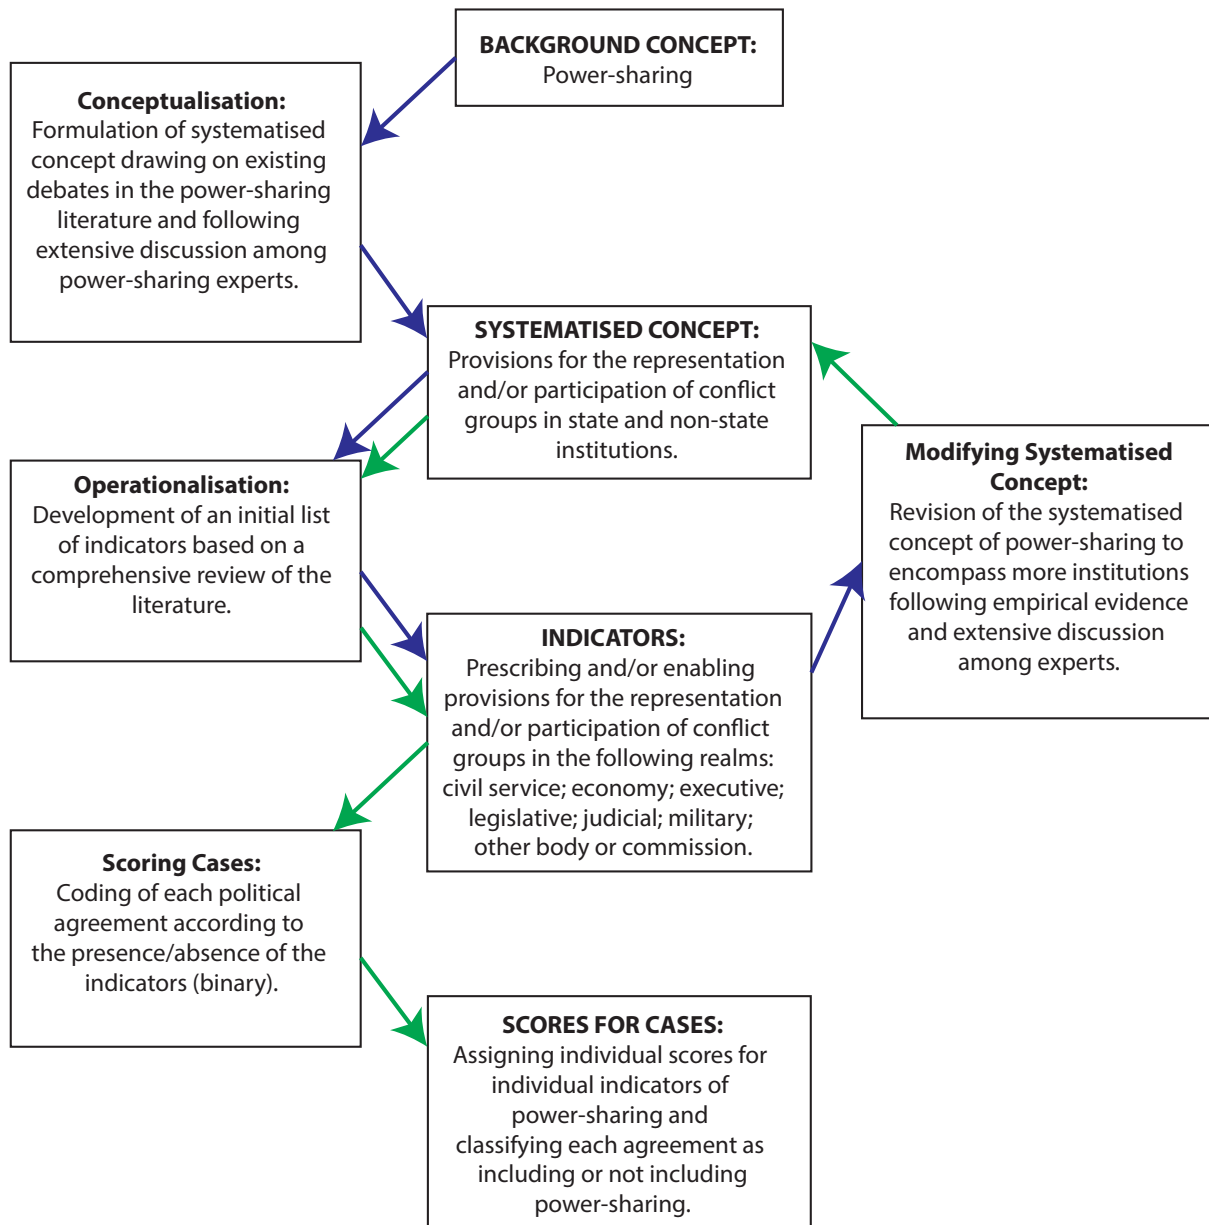 BACKGROUND CONCEPT:
Power-sharing
Conceptualisation:
Formulation of systematised
concept drawing on existing
debates in the power-sharing
literature and following
extensive discussion among
power-sharing experts.
SYSTEMATISED CONCEPT:
Provisions for the representation
and/or participation of conflict
groups in state and non-state
institutions.
Modifying Systematised
Concept:
Revision of the systematised
concept of power-sharing to
encompass more institutions
following empirical evidence
and extensive discussion
among experts.
Operationalisation:
Development of an initial list
of indicators based on a
comprehensive review of the
literature.
INDICATORS:
Prescribing and/or enabling
provisions for the representation
and/or participation of conflict
groups in the following realms:
civil service; economy; executive;
legislative; judicial; military;
other body or commission.
Scoring Cases:
Coding of each political
agreement according to
the presence/absence of the
indicators (binary).
SCORES FOR CASES:
Assigning individual scores for
individual indicators of
power-sharing and
classifying each agreement as
including or not including
power-sharing.